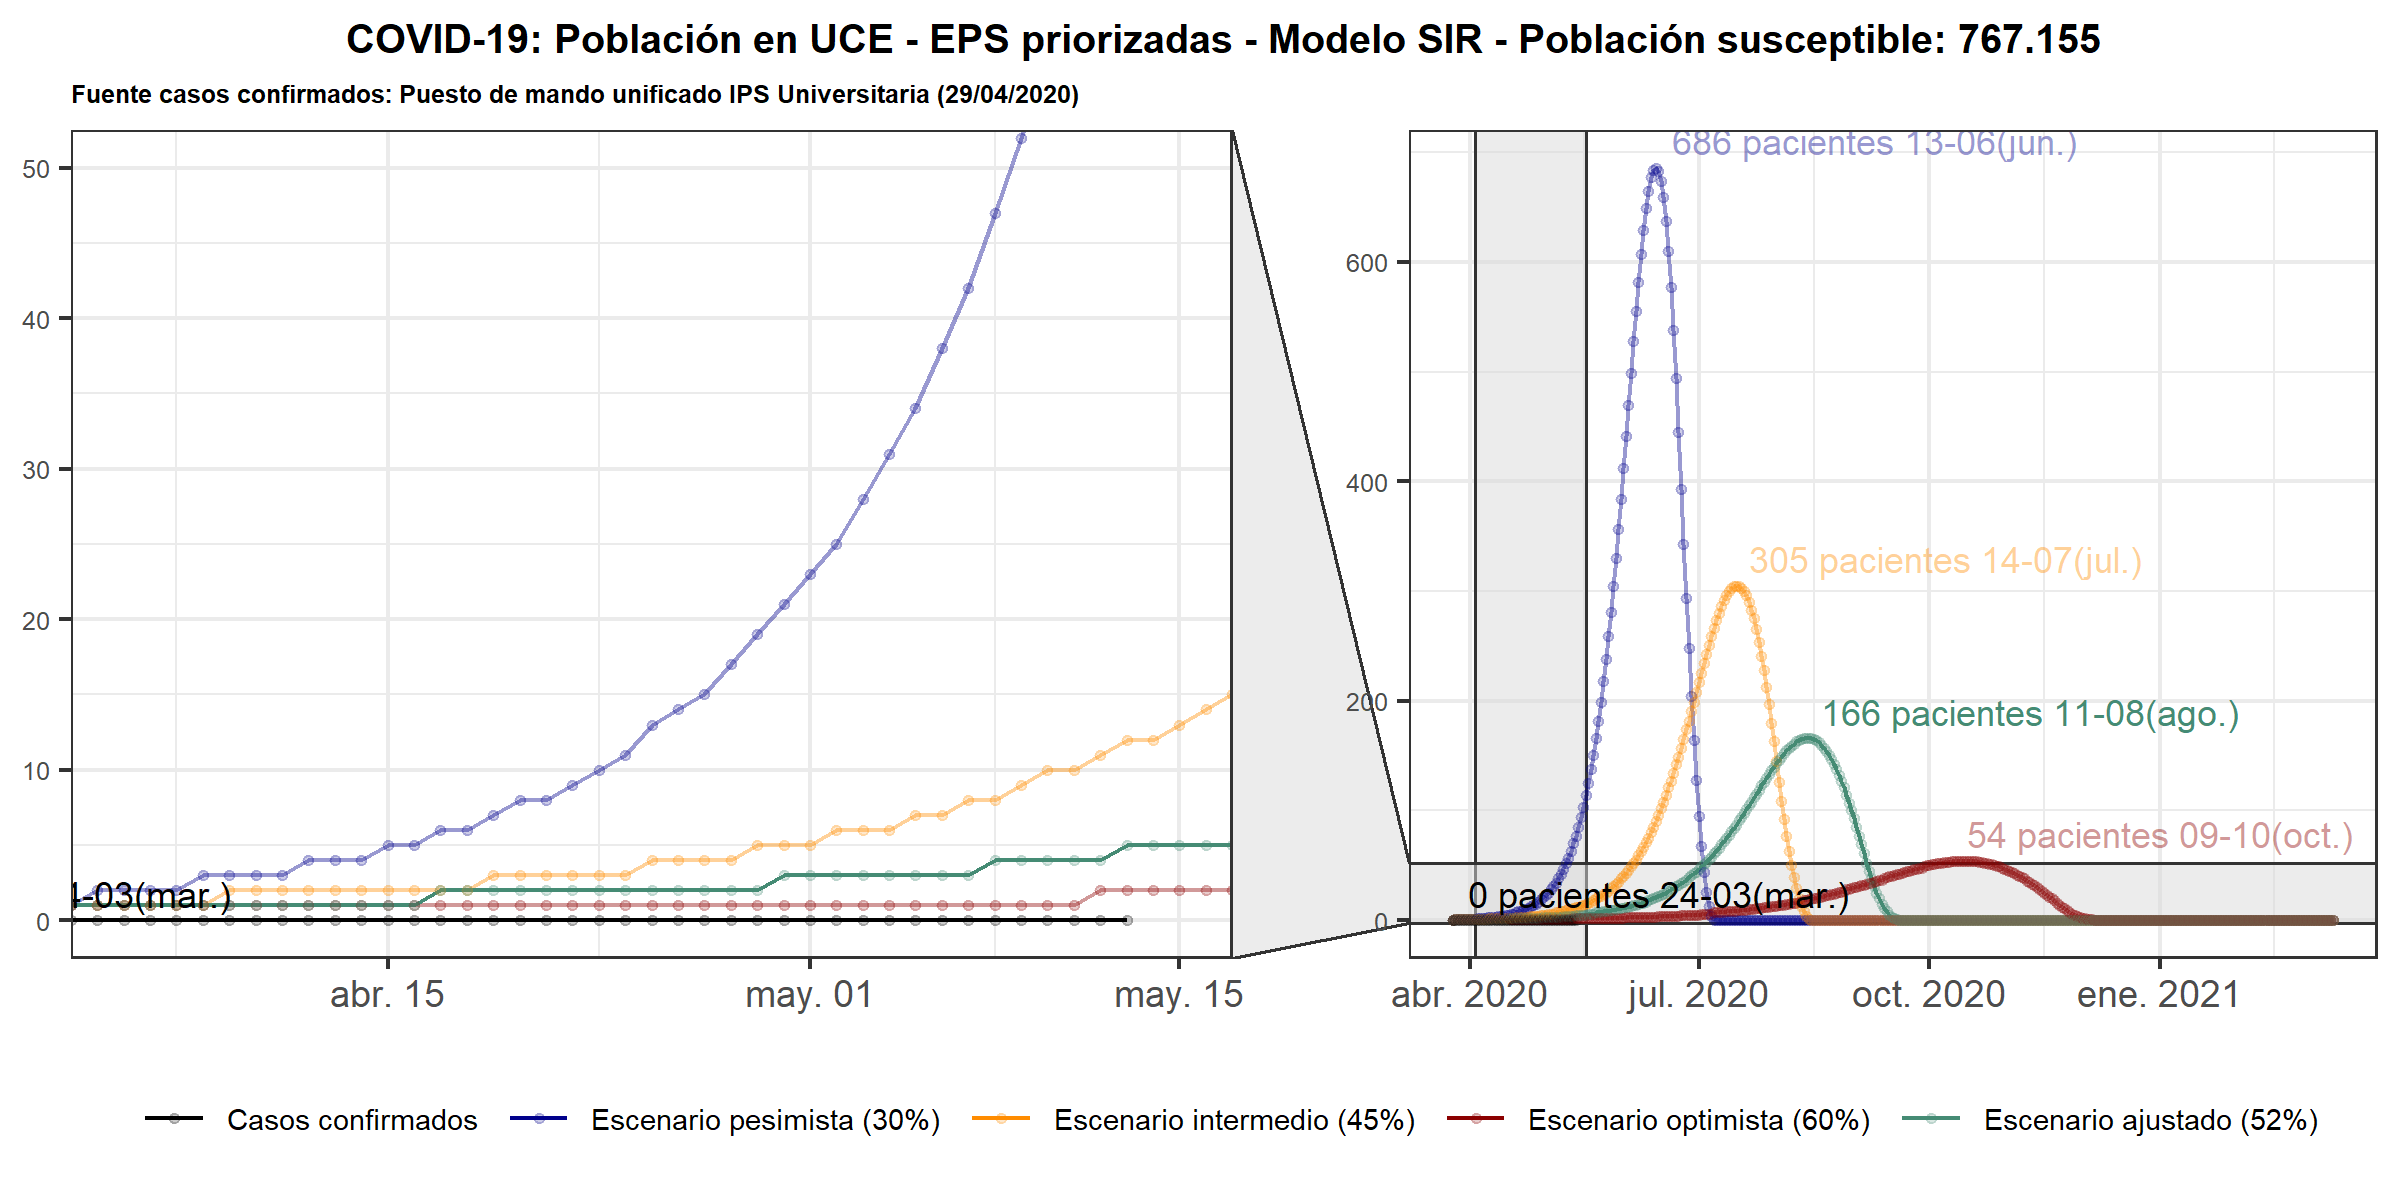 COVID-19: Población en UCE - EPS priorizadas - Modelo SIR - Población susceptible: 767.155
Fuente casos confirmados: Puesto de mando unificado IPS Universitaria (29/04/2020)
50
40
30
20
10
0
4-03(mar.)
abr. 15
may. 01
may. 15
600
400
200
0
686 pacientes 13-06(jun.)
305 pacientes 14-07(jul.)
166 pacientes 11-08(ago.)
54 pacientes 09-10(oct.)
0 pacientes 24-03(mar.)
abr. 2020
jul. 2020
oct. 2020
ene. 2021
Casos confirmados
Escenario pesimista (30%)
Escenario intermedio (45%)
Escenario optimista (60%)
Escenario ajustado (52%)